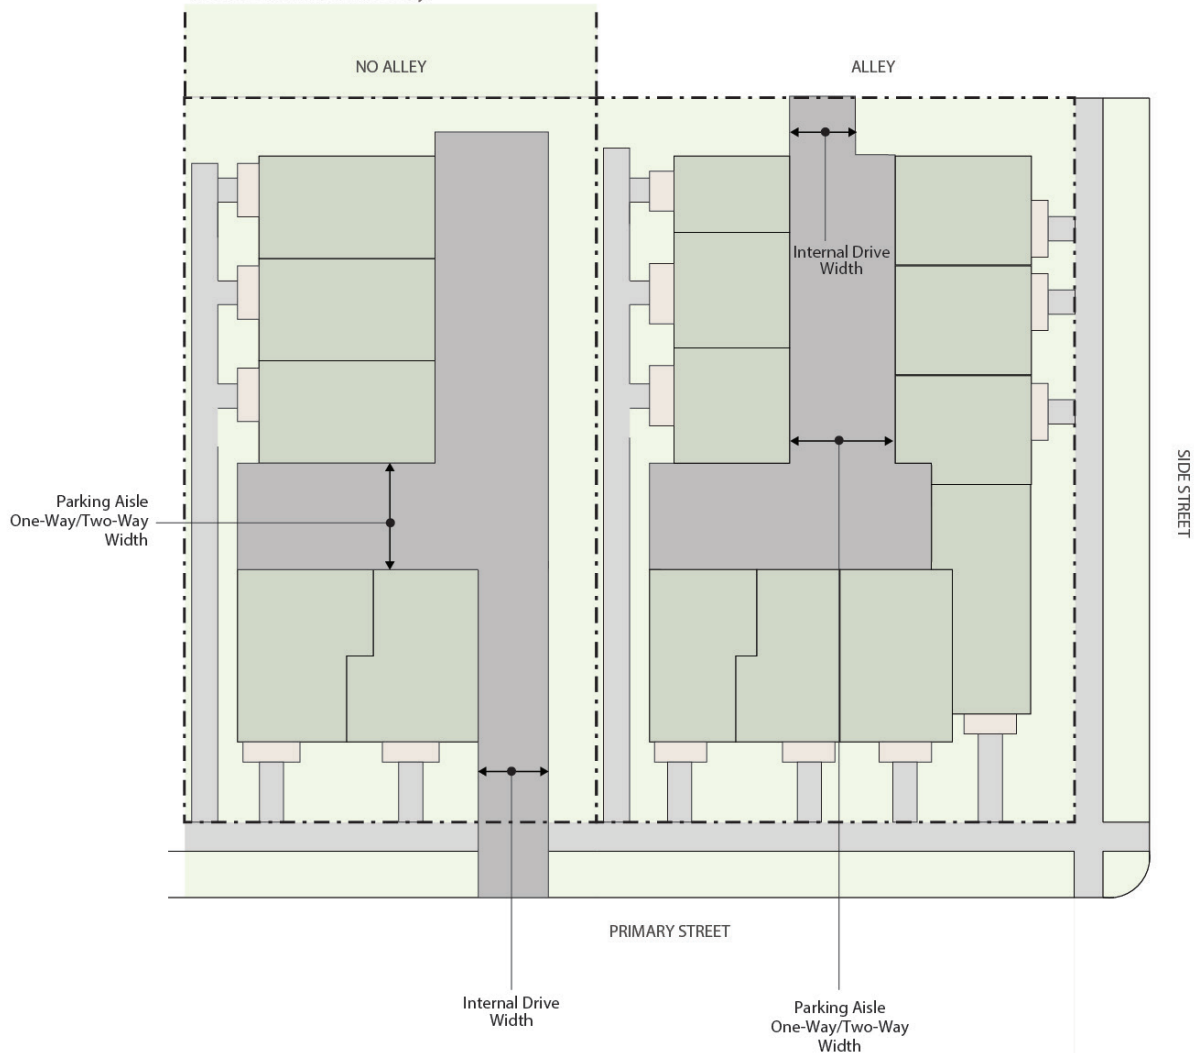 NO ALLEY
ALLEY
Internal Drive
Width
Parking Aisle
One-Way/Two-Way
Width
SIDE STREET
PRIMARY STREET
Internal Drive
Width
Parking Aisle
One-Way/Two-Way
Width